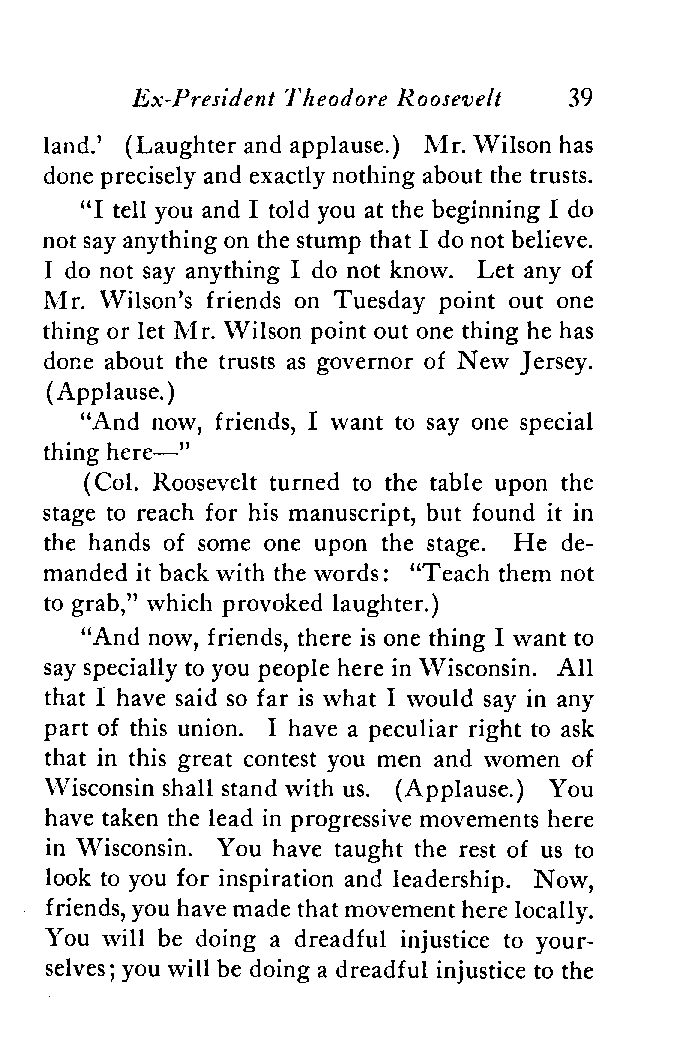 Ex-President Theodore Roosevelt 39
land.’ (Laughter and applause.) Mr. Wilson has
done precisely and exactly nothing about the trusts.
“I tell you and I told you at the beginning I do
not say anything on the stump that I do not believe.
I do not say anything I do not know. Let any of
Mr. Wilson’s friends on Tuesday point out one
thing or let Mr. Wilson point out one thing he has
done about the trusts as governor of New Jersey.
(Applause.)
“And now, friends, I want to say one special
thing here—”
(Col. Roosevelt turned to the table upon the
stage to reach for his manuscript, but found it in
the hands of some one upon the stage. He de-
manded it back with the words: “Teach them not
to grab,” which provoked laughter.)
“And now, friends, there is one thing I want to
say specially to you people here in Wisconsin. All
that I have said so far is what I would say in any
part of this union. I have a peculiar right to ask
that in this great contest you men and women of
Wisconsin shall stand with us. (Applause.) You
have taken the lead in progressive movements here
in Wisconsin. You have taught the rest of us to
look to you for inspiration and leadership. Now,
friends, you have made that movement here locally.
You will be doing a dreadful injustice to your-
selves; you will be doing a dreadful injustice to the